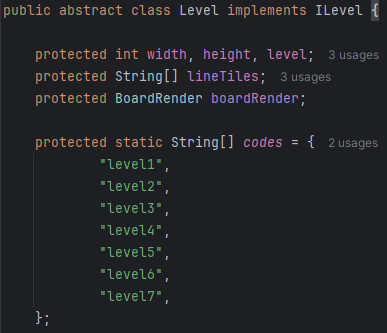 public abstract class Level implements ILevel {
protected int width, height, level; 3 usages
protected String[] lineTiles; 3 usages
protected BoardRender boardRender;
protected static String[] codes = { 2 usages
"level1",
"level2",
"level3",
"level4",
"level5",
"level6",
"level7",
};